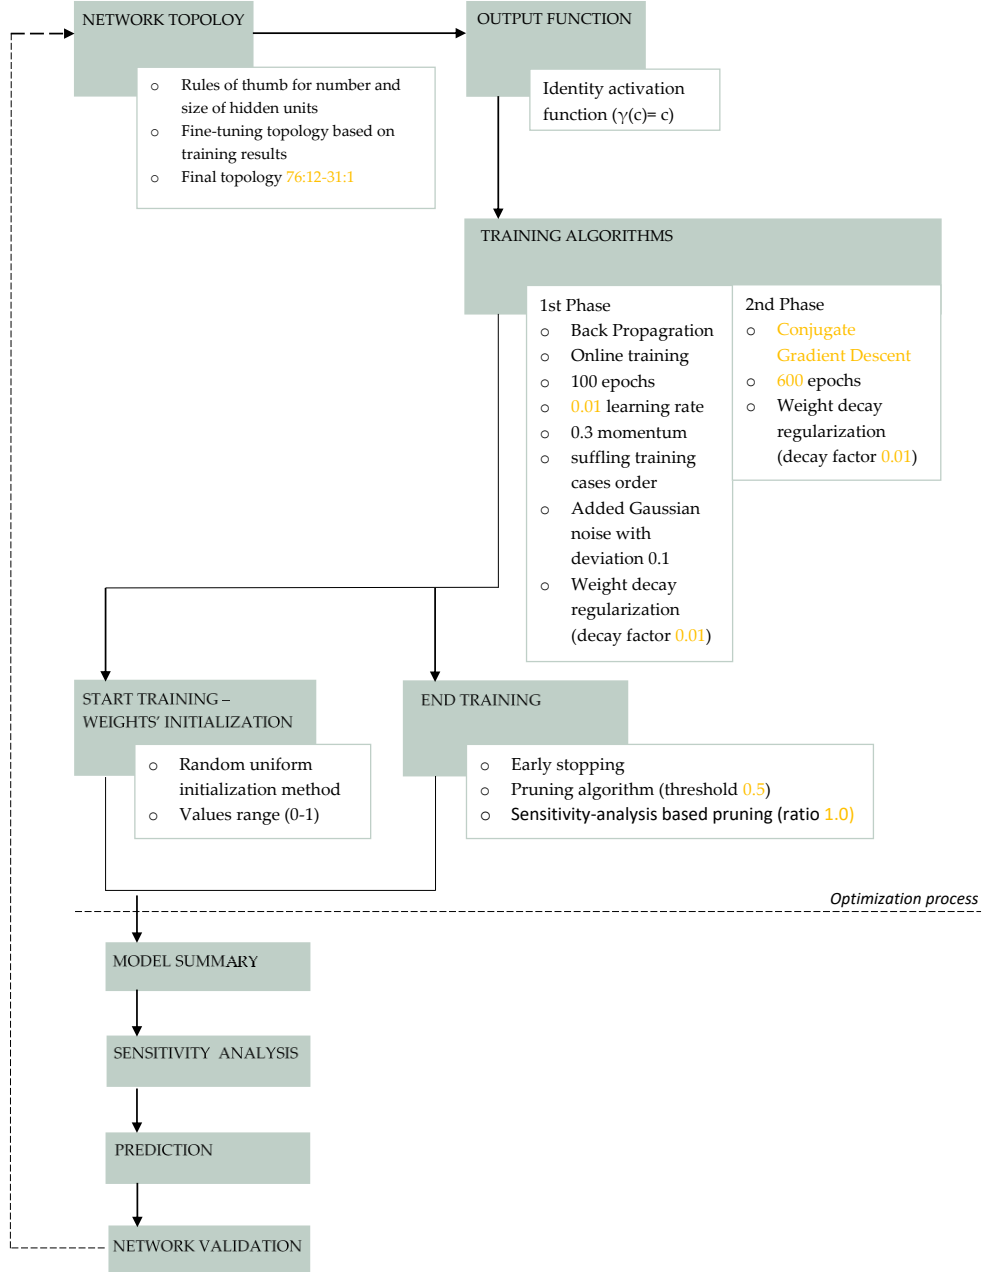 NETWORK TOPOLOY
○ Rules of thumb for number and
size of hidden units
○ Fine-tuning topology based on
training results
○ Final topology 76:12-31:1
OUTPUT FUNCTION
Identity activation
function (γ(c)= c)
TRAINING ALGORITHMS
1st Phase
○ Back Propagration
○ Online training
○ 100 epochs
○ 0.01 learning rate
○ 0.3 momentum
○ suffling training
cases order
○ Added Gaussian
noise with
deviation 0.1
○ Weight decay
regularization
(decay factor 0.01)
2nd Phase
○ Conjugate
Gradient Descent
○ 600 epochs
○ Weight decay
regularization
(decay factor 0.01)
START TRAINING –
WEIGHTS’ INITIALIZATION
○ Random uniform
initialization method
○ Values range (0-1)
END TRAINING
○ Early stopping
○ Pruning algorithm (threshold 0.5)
○ Sensitivity-analysis based pruning (ratio 1.0)
Optimization process
MODEL SUMMARY
SENSITIVITY ANALYSIS
PREDICTION
NETWORK VALIDATION